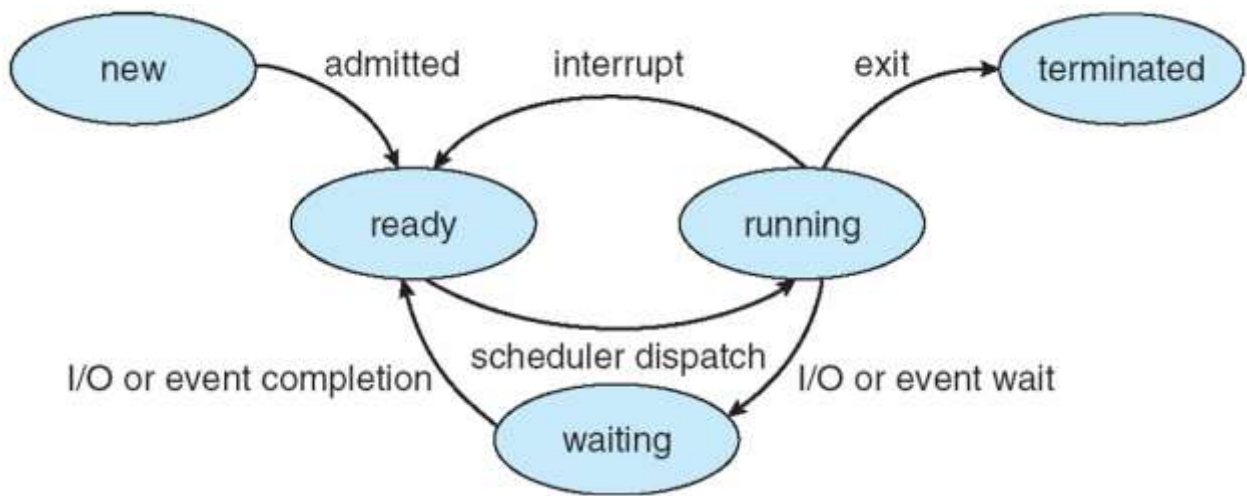 new
admitted
interrupt
exit
terminated
ready
running
I/O or event completion
scheduler dispatch
I/O or event wait
waiting